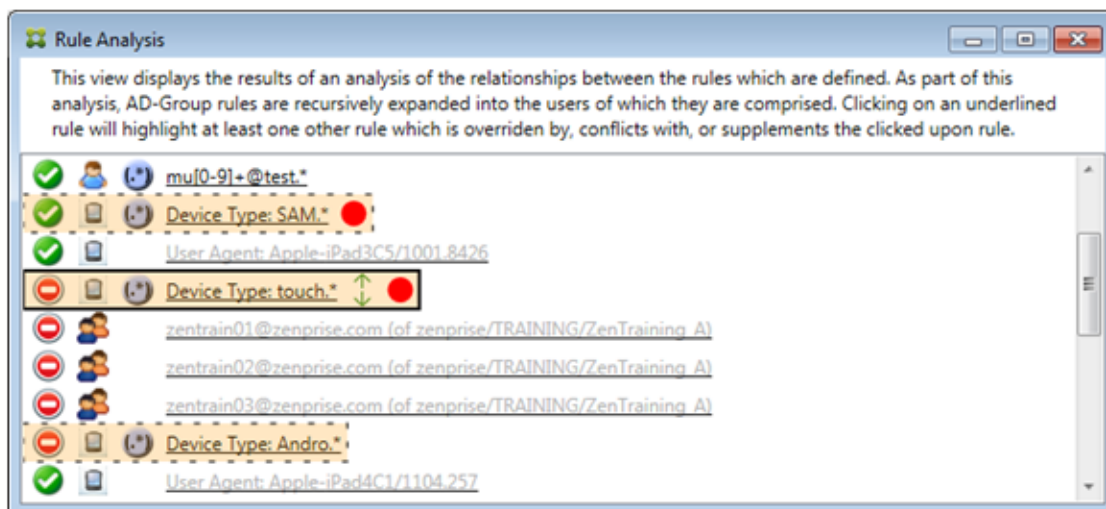 Rule Analysis
This view displays the results of an analysis of the relationships between the rules which are defined. As part of this
analysis, AD-Group rules are recursively expanded into the users of which they are comprised. Clicking on an underlined
rule will highlight at least one other rule which is overriden by, conflicts with, or supplements the clicked upon rule.
(.*) mu[0-9]+@test.*
(.*) Device Type: SAM.*
User Agent: Apple-iPad3C5/1001.8426
(.*) Device Type: touch.*
zentrain01@zenprise.com (of zenprise/TRAINING/ZenTraining_A)
zentrain02@zenprise.com (of zenprise/TRAINING/ZenTraining_A)
zentrain03@zenprise.com (of zenprise/TRAINING/ZenTraining_A)
(.*) Device Type: Andro.*
User Agent: Apple-iPad4C1/1104.257